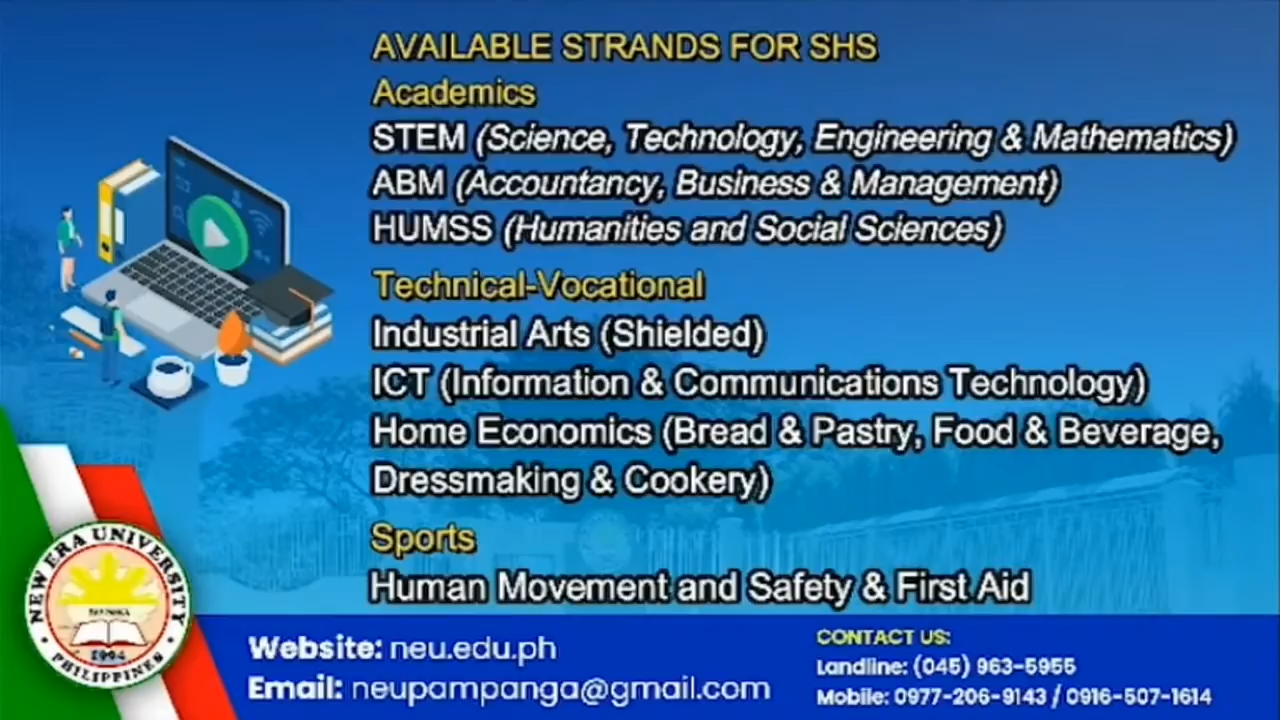 AVAILABLE STRANDS FOR SHS
Academics
STEM (Science, Technology, Engineering & Mathematics)
ABM (Accountancy, Business & Management)
HUMSS (Humanities and Social Sciences)
Technical-Vocational
Industrial Arts (Shielded)
ICT (Information & Communications Technology)
Home Economics (Bread & Pastry, Food & Beverage,
Dressmaking & Cookery)
Sports
Human Movement and Safety & First Aid
NEW ERA UNIVERSITY
PHILIPPINES
Website: neu.edu.ph
Email: neupampanga@gmail.com
CONTACT US:
Landline: (045) 963-5955
Mobile: 0977-206-9143 / 0916-507-1614